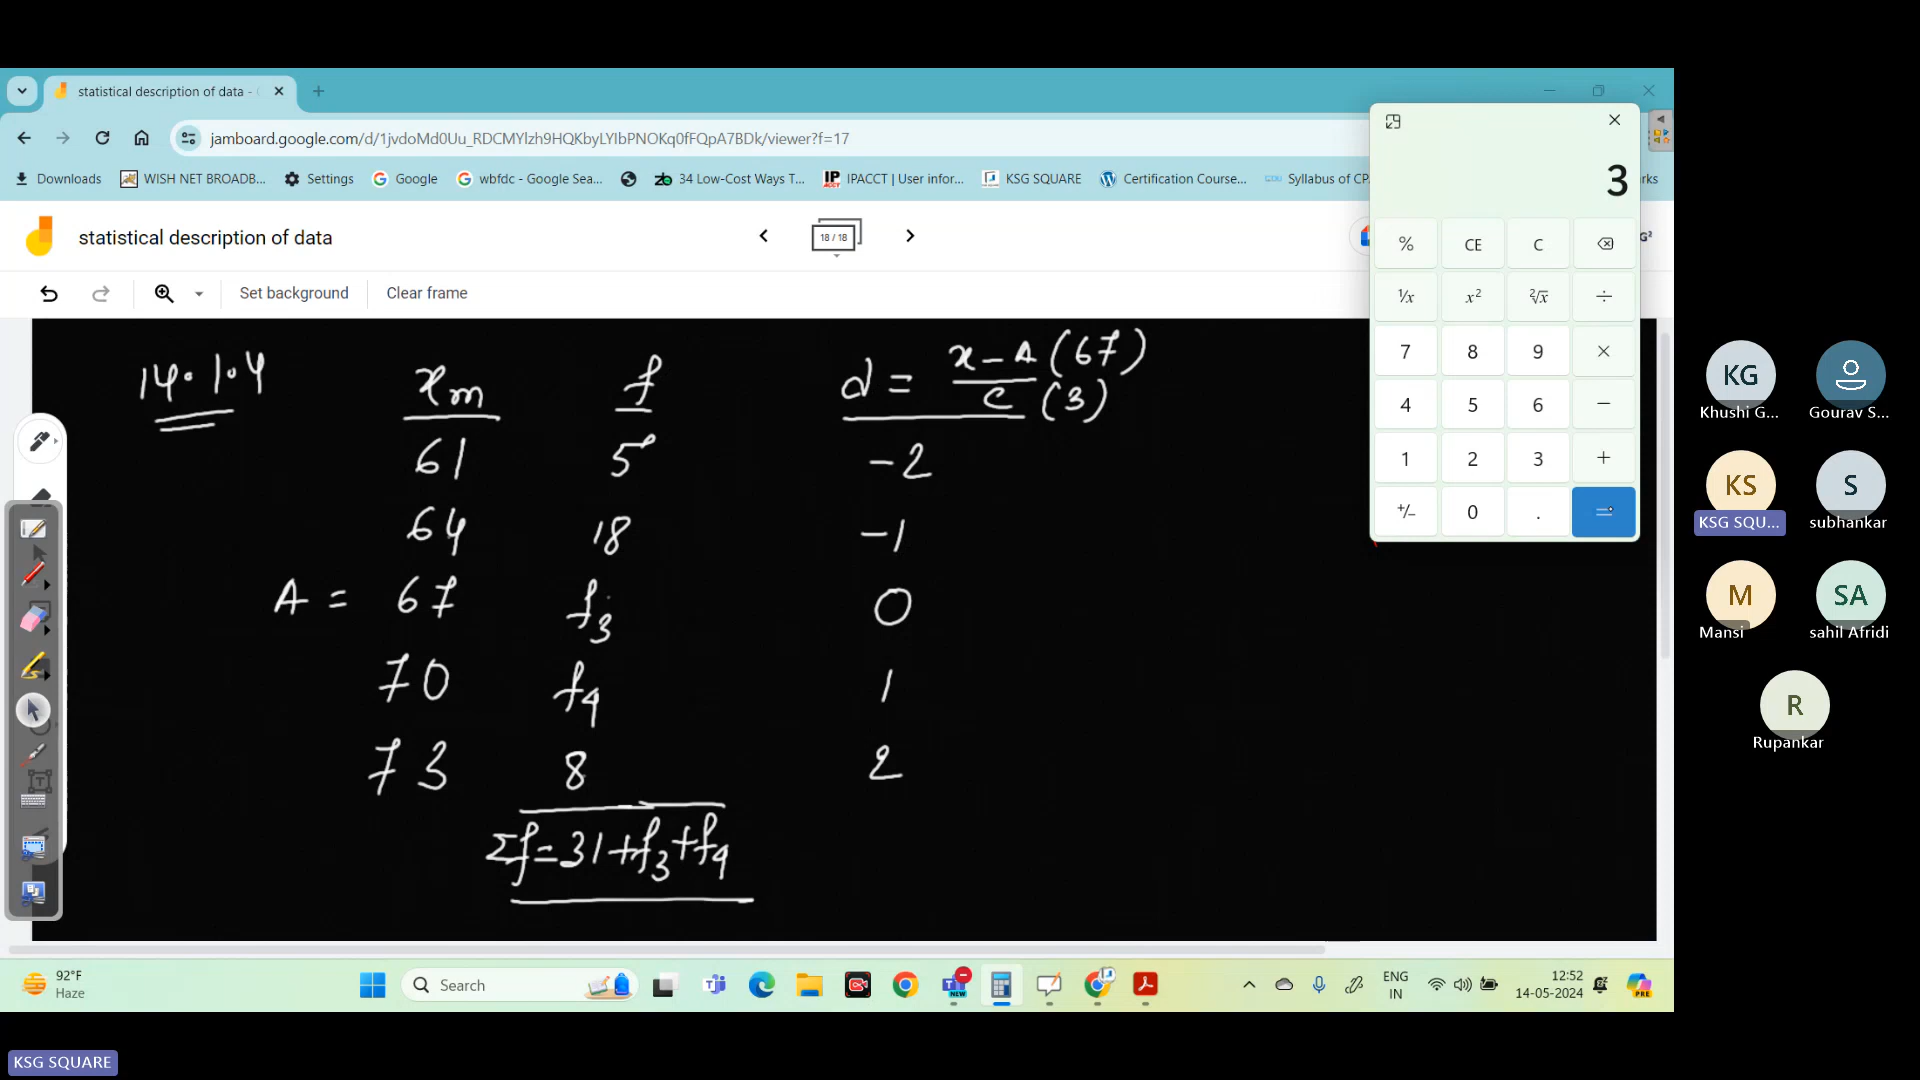 statistical description of data -
jamboard.google.com/d/1jvdoMd0Uu_RDCMYlzh9HQKbyLYlbPNOKq0fFQpA7BDk/viewer?f=17
Downloads WISH NET BROADB... Settings Google wbfdc - Google Sea... 34 Low-Cost Ways T... IPACCT | User infor... KSG SQUARE Certification Course... Syllabus of CP
statistical description of data
18 / 18
Set background Clear frame
14.1.4 xm f d = x-A (67) / c (3)
61 5 -2
64 18 -1
A = 67 f3 0
70 f4 1
73 8 2
Σf=31+f3+f4
3
% CE C
1/x x² ²√x ÷
7 8 9 ×
4 5 6 −
1 2 3 +
+/− 0 . =
KG
Khushi G... Gourav S...
KS S
KSG SQU... subhankar
M SA
Mansi sahil Afridi
R
Rupankar
92°F
Haze
Search
ENG
IN
12:52
14-05-2024
KSG SQUARE